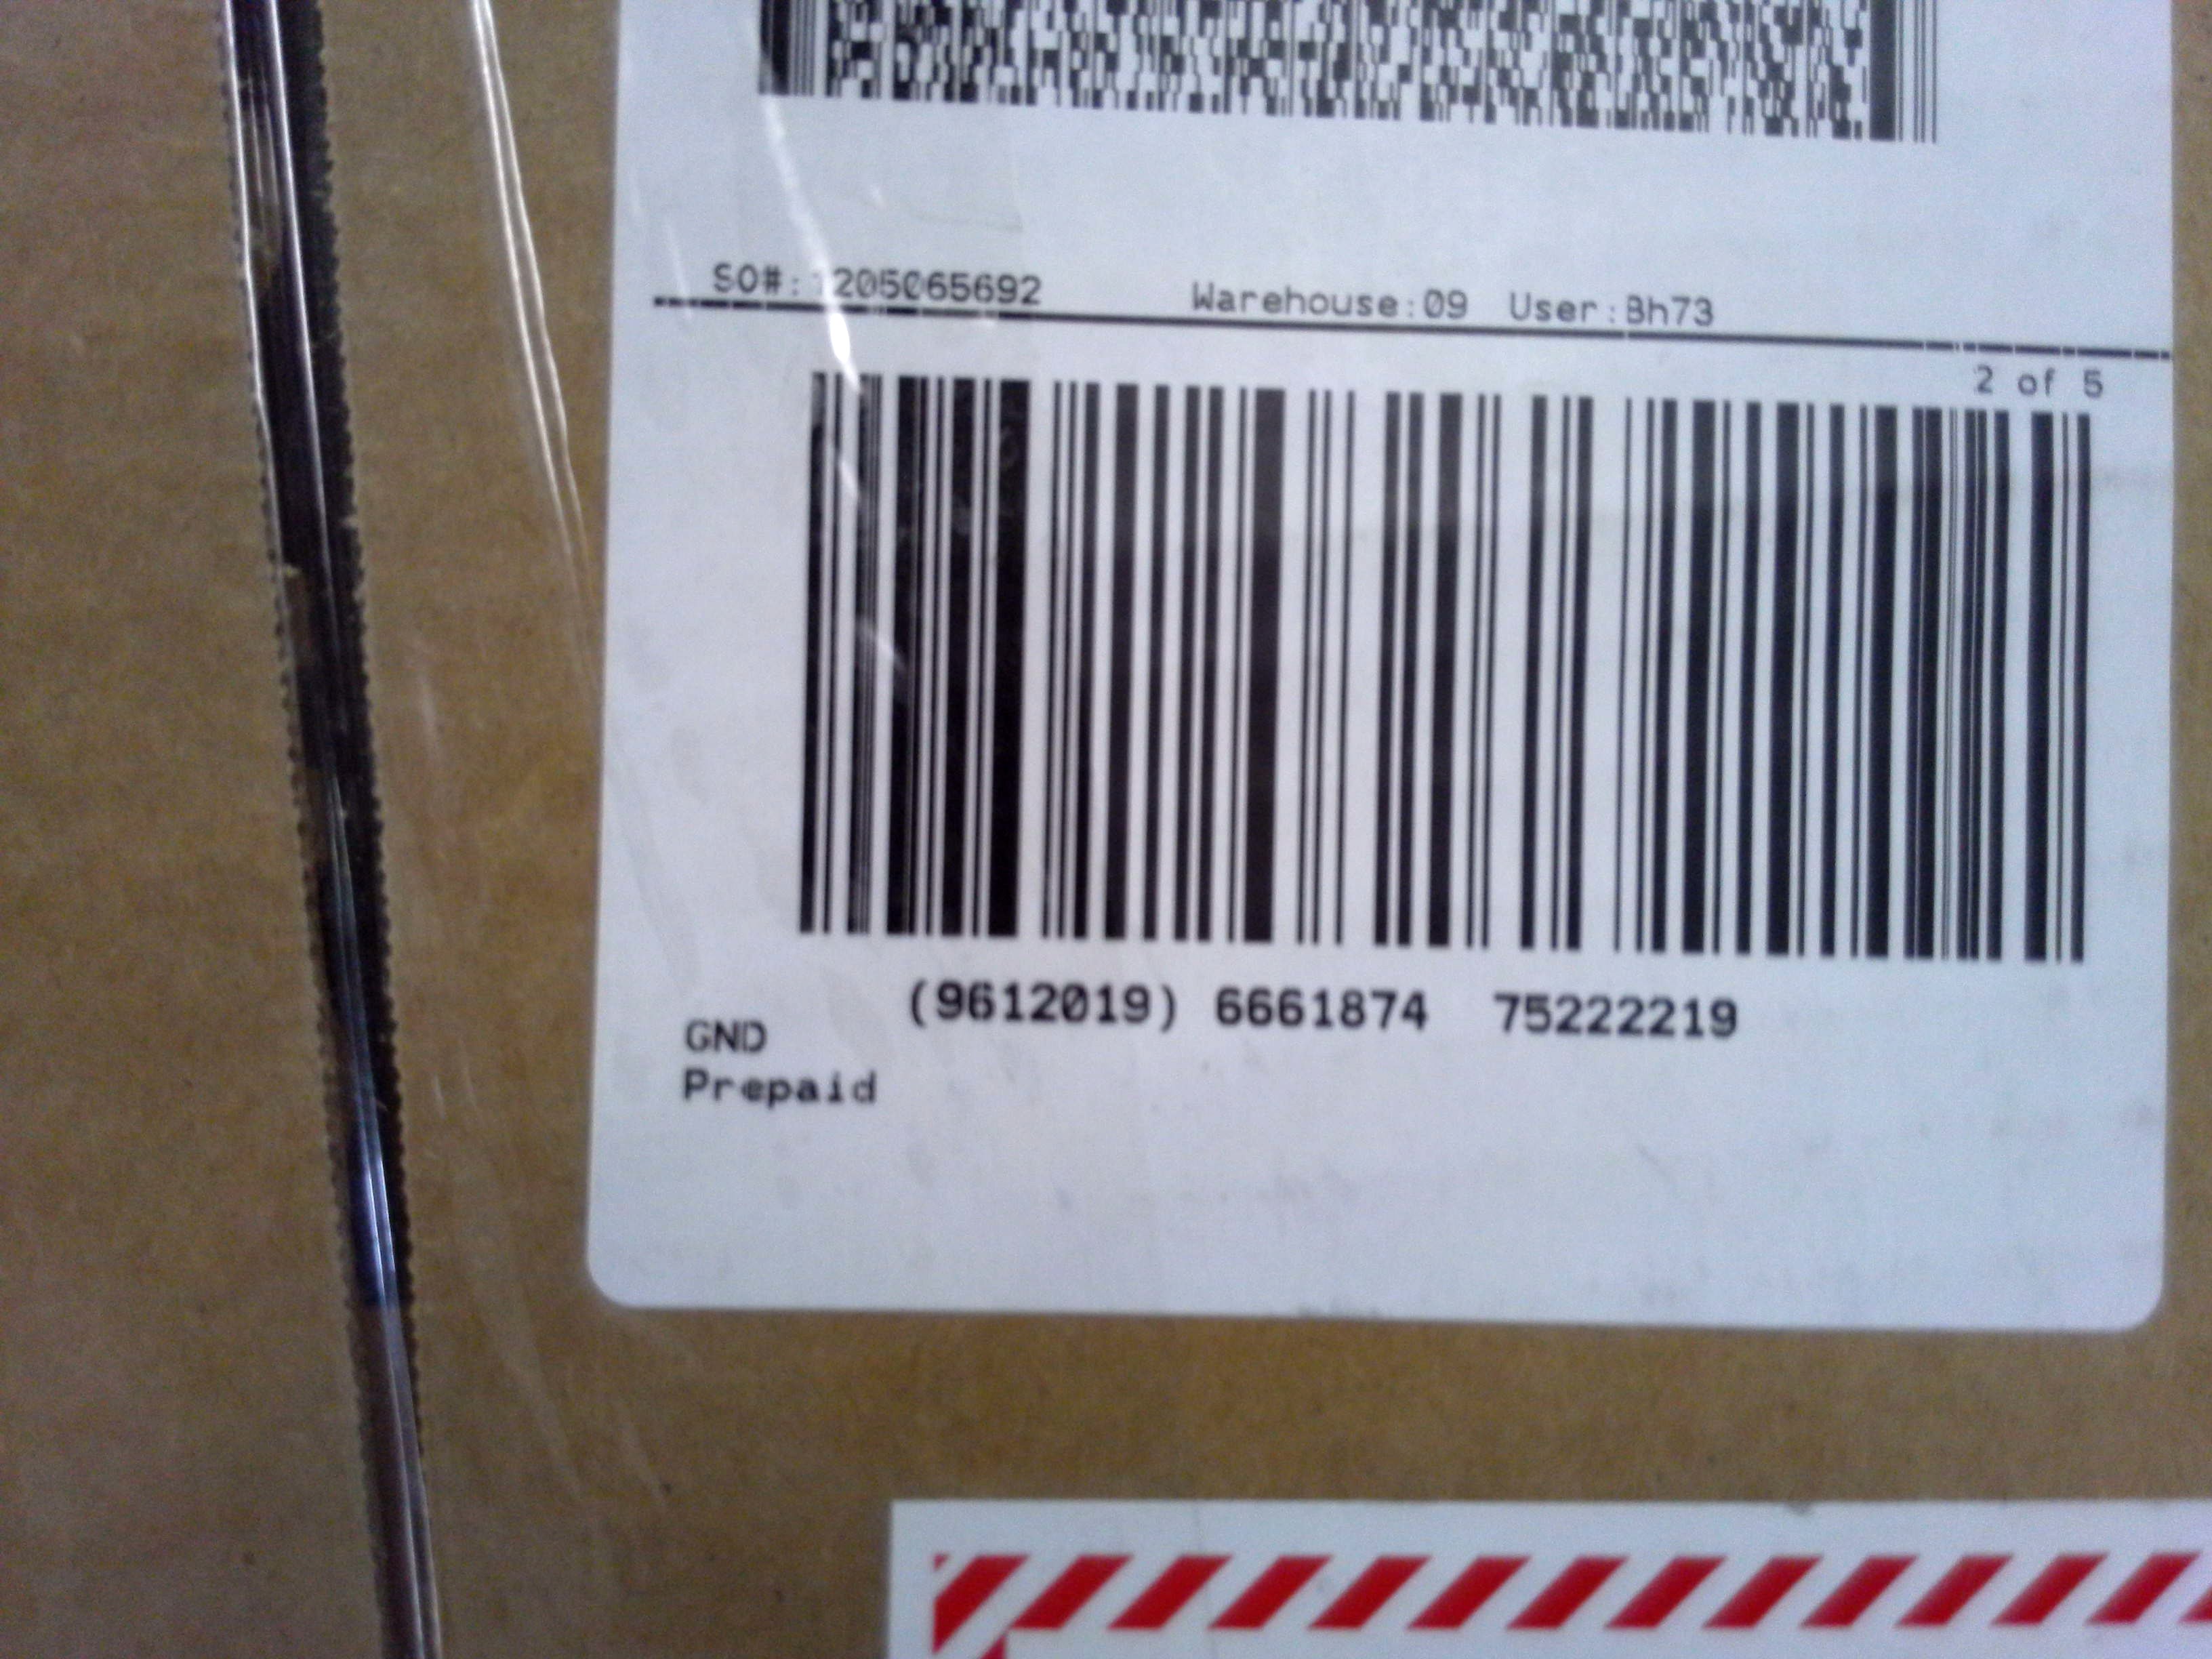 SO#: 1205065692 Warehouse:09 User:Bh73
2 of 5
(9612019) 6661874 75222219
GND
Prepaid